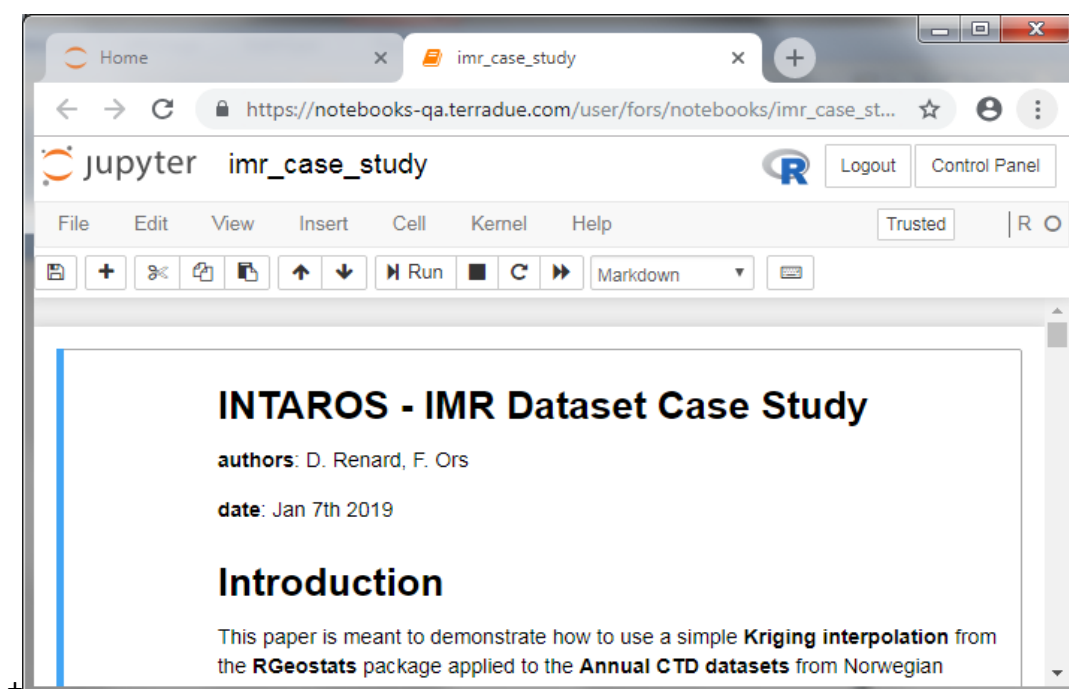 Home
imr_case_study
https://notebooks-qa.terradue.com/user/fors/notebooks/imr_case_st...
jupyter imr_case_study R Logout Control Panel
File Edit View Insert Cell Kernel Help Trusted R
Run Markdown
INTAROS - IMR Dataset Case Study
authors: D. Renard, F. Ors
date: Jan 7th 2019
Introduction
This paper is meant to demonstrate how to use a simple Kriging interpolation from
the RGeostats package applied to the Annual CTD datasets from Norwegian